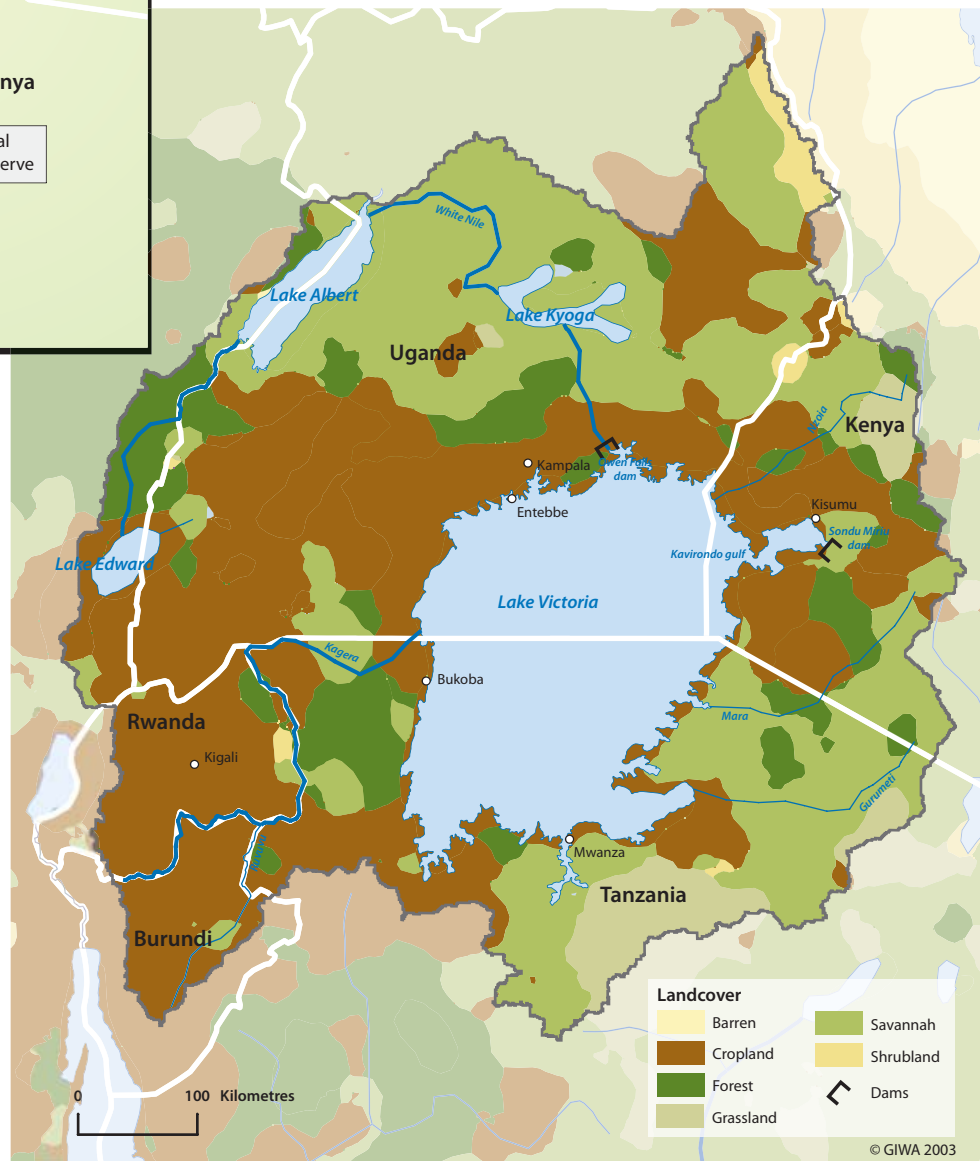 nya
al
erve
White Nile
Lake Albert
Lake Kyoga
Uganda
Nzoia
Kenya
Kampala
Owen Falls
dam
Entebbe
Kisumu
Sondu Miriu
dam
Kavirondo gulf
Lake Edward
Lake Victoria
Kagera
Bukoba
Rwanda
Mara
Kigali
Gurumeti
Ruvuvu
Mwanza
Tanzania
Burundi
Landcover
Barren
Cropland
Forest
Grassland
Savannah
Shrubland
Dams
0 100 Kilometres
© GIWA 2003